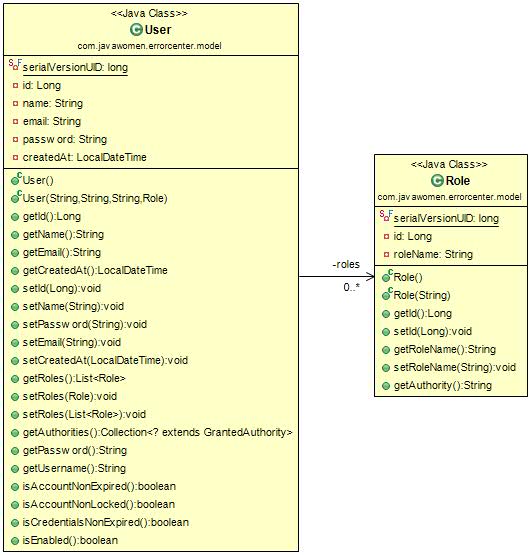 <<Java Class>>
User
com.javawomen.errorcenter.model
serialVersionUID: long
id: Long
name: String
email: String
password: String
createdAt: LocalDateTime
User()
User(String,String,String,Role)
getId():Long
getName():String
getEmail():String
getCreatedAt():LocalDateTime
setId(Long):void
setName(String):void
setPassword(String):void
setEmail(String):void
setCreatedAt(LocalDateTime):void
getRoles():List<Role>
setRoles(Role):void
setRoles(List<Role>):void
getAuthorities():Collection<? extends GrantedAuthority>
getPassword():String
getUsername():String
isAccountNonExpired():boolean
isAccountNonLocked():boolean
isCredentialsNonExpired():boolean
isEnabled():boolean
-roles
0..*
<<Java Class>>
Role
com.javawomen.errorcenter.model
serialVersionUID: long
id: Long
roleName: String
Role()
Role(String)
getId():Long
setId(Long):void
getRoleName():String
setRoleName(String):void
getAuthority():String